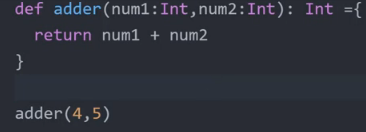 def adder(num1:Int,num2:Int): Int ={
  return num1 + num2
}

adder(4,5)